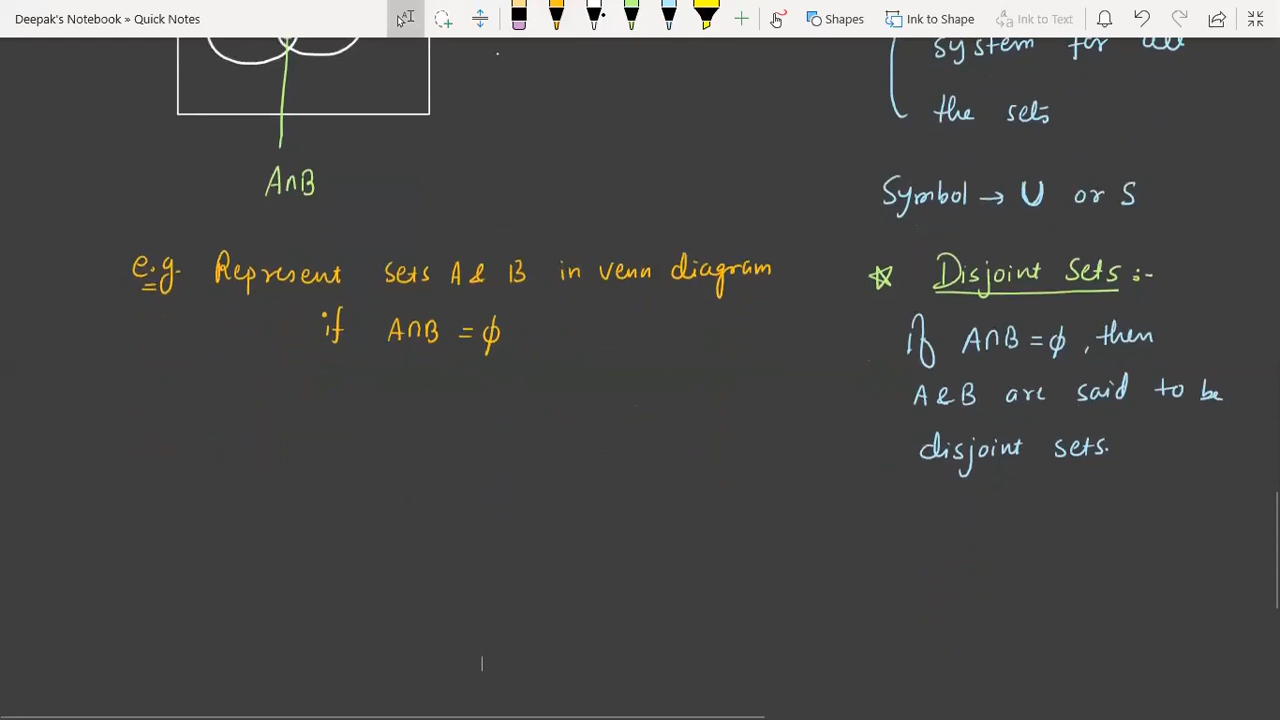 Deepak's Notebook » Quick Notes
Shapes
Ink to Shape
Ink to Text
system for all
the sets
A∩B
Symbol → U or S
e.g. Represent sets A & B in venn diagram
if A∩B = ϕ
☆ Disjoint Sets :-
If A∩B = ϕ, then
A & B are said to be
disjoint sets.